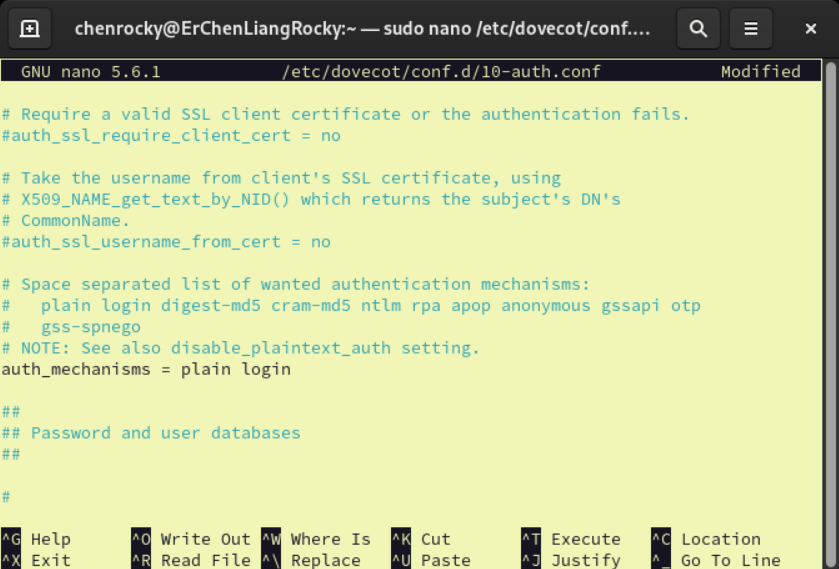 chenrocky@ErChenLiangRocky:~ — sudo nano /etc/dovecot/conf....
GNU nano 5.6.1 /etc/dovecot/conf.d/10-auth.conf Modified
# Require a valid SSL client certificate or the authentication fails.
#auth_ssl_require_client_cert = no
# Take the username from client's SSL certificate, using
# X509_NAME_get_text_by_NID() which returns the subject's DN's
# CommonName.
#auth_ssl_username_from_cert = no
# Space separated list of wanted authentication mechanisms:
#   plain login digest-md5 cram-md5 ntlm rpa apop anonymous gssapi otp
#   gss-spnego
# NOTE: See also disable_plaintext_auth setting.
auth_mechanisms = plain login
##
## Password and user databases
##
#
^G Help ^O Write Out ^W Where Is ^K Cut ^T Execute ^C Location
^X Exit ^R Read File ^\ Replace ^U Paste ^J Justify ^_ Go To Line